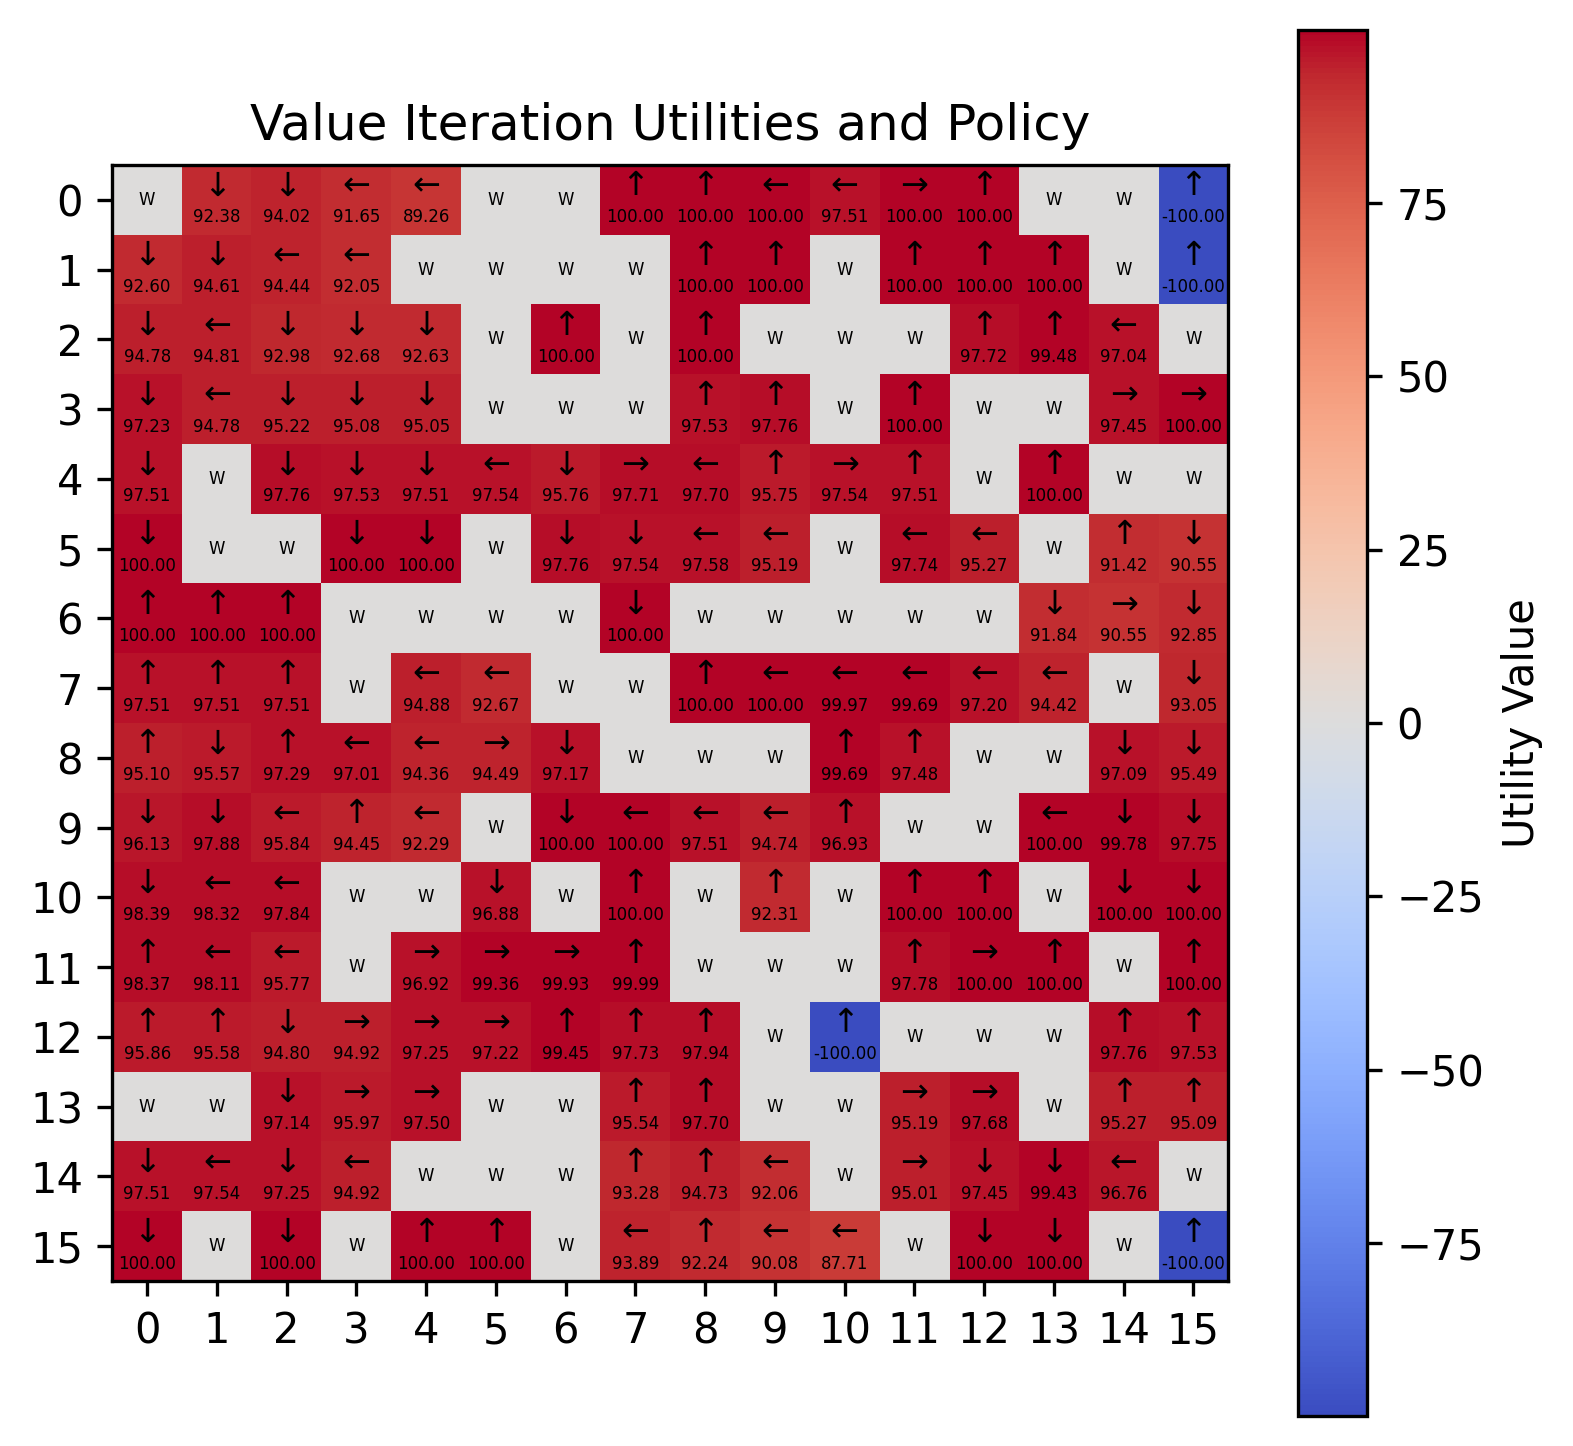 Value Iteration Utilities and Policy
0 W ↓ ↓ ← ← W W ↑ ↑ ← ← → ↑ W W ↑
92.38 94.02 91.65 89.26 100.00 100.00 100.00 97.51 100.00 100.00 -100.00
1 ↓ ↓ ← ← W W W W ↑ ↑ W ↑ ↑ ↑ W ↑
92.60 94.61 94.44 92.05 100.00 100.00 100.00 100.00 100.00 -100.00
2 ↓ ← ↓ ↓ ↓ W ↑ W ↑ W W W ↑ ↑ ← W
94.78 94.81 92.98 92.68 92.63 100.00 100.00 97.72 99.48 97.04
3 ↓ ← ↓ ↓ ↓ W W W ↑ ↑ W ↑ W W → →
97.23 94.78 95.22 95.08 95.05 97.53 97.76 100.00 97.45 100.00
4 ↓ W ↓ ↓ ↓ ← ↓ → ← ↑ → ↑ W ↑ W W
97.51 97.76 97.53 97.51 97.54 95.76 97.71 97.70 95.75 97.54 97.51 100.00
5 ↓ W W ↓ ↓ W ↓ ↓ ← ← W ← ← W ↑ ↓
100.00 100.00 100.00 97.76 97.54 97.58 95.19 97.74 95.27 91.42 90.55
6 ↑ ↑ ↑ W W W W ↓ W W W W W ↓ → ↓
100.00 100.00 100.00 100.00 91.84 90.55 92.85
7 ↑ ↑ ↑ W ← ← W W ↑ ← ← ← ← ← W ↓
97.51 97.51 97.51 94.88 92.67 100.00 100.00 99.97 99.69 97.20 94.42 93.05
8 ↑ ↓ ↑ ← ← → ↓ W W W ↑ ↑ W W ↓ ↓
95.10 95.57 97.29 97.01 94.36 94.49 97.17 99.69 97.48 97.09 95.49
9 ↓ ↓ ← ↑ ← W ↓ ← ← ← ↑ W W ← ↓ ↓
96.13 97.88 95.84 94.45 92.29 100.00 100.00 97.51 94.74 96.93 100.00 99.78 97.75
10 ↓ ← ← W W ↓ W ↑ W ↑ W ↑ ↑ W ↓ ↓
98.39 98.32 97.84 96.88 100.00 92.31 100.00 100.00 100.00 100.00
11 ↑ ← ← W → → → ↑ W W W ↑ → ↑ W ↑
98.37 98.11 95.77 96.92 99.36 99.93 99.99 97.78 100.00 100.00 100.00
12 ↑ ↑ ↓ → → → ↑ ↑ ↑ W ↑ W W W ↑ ↑
95.86 95.58 94.80 94.92 97.25 97.22 99.45 97.73 97.94 -100.00 97.76 97.53
13 W W ↓ → → W W ↑ ↑ W W → → W ↑ ↑
97.14 95.97 97.50 95.54 97.70 95.19 97.68 95.27 95.09
14 ↓ ← ↓ ← W W W ↑ ↑ ← W → ↓ ↓ ← W
97.51 97.54 97.25 94.92 93.28 94.73 92.06 95.01 97.45 99.43 96.76
15 ↓ W ↓ W ↑ ↑ W ← ↑ ← ← W ↓ ↓ W ↑
100.00 100.00 100.00 100.00 93.89 92.24 90.08 87.71 100.00 100.00 -100.00
0 1 2 3 4 5 6 7 8 9 10 11 12 13 14 15
75
50
25
0
−25
−50
−75
Utility Value